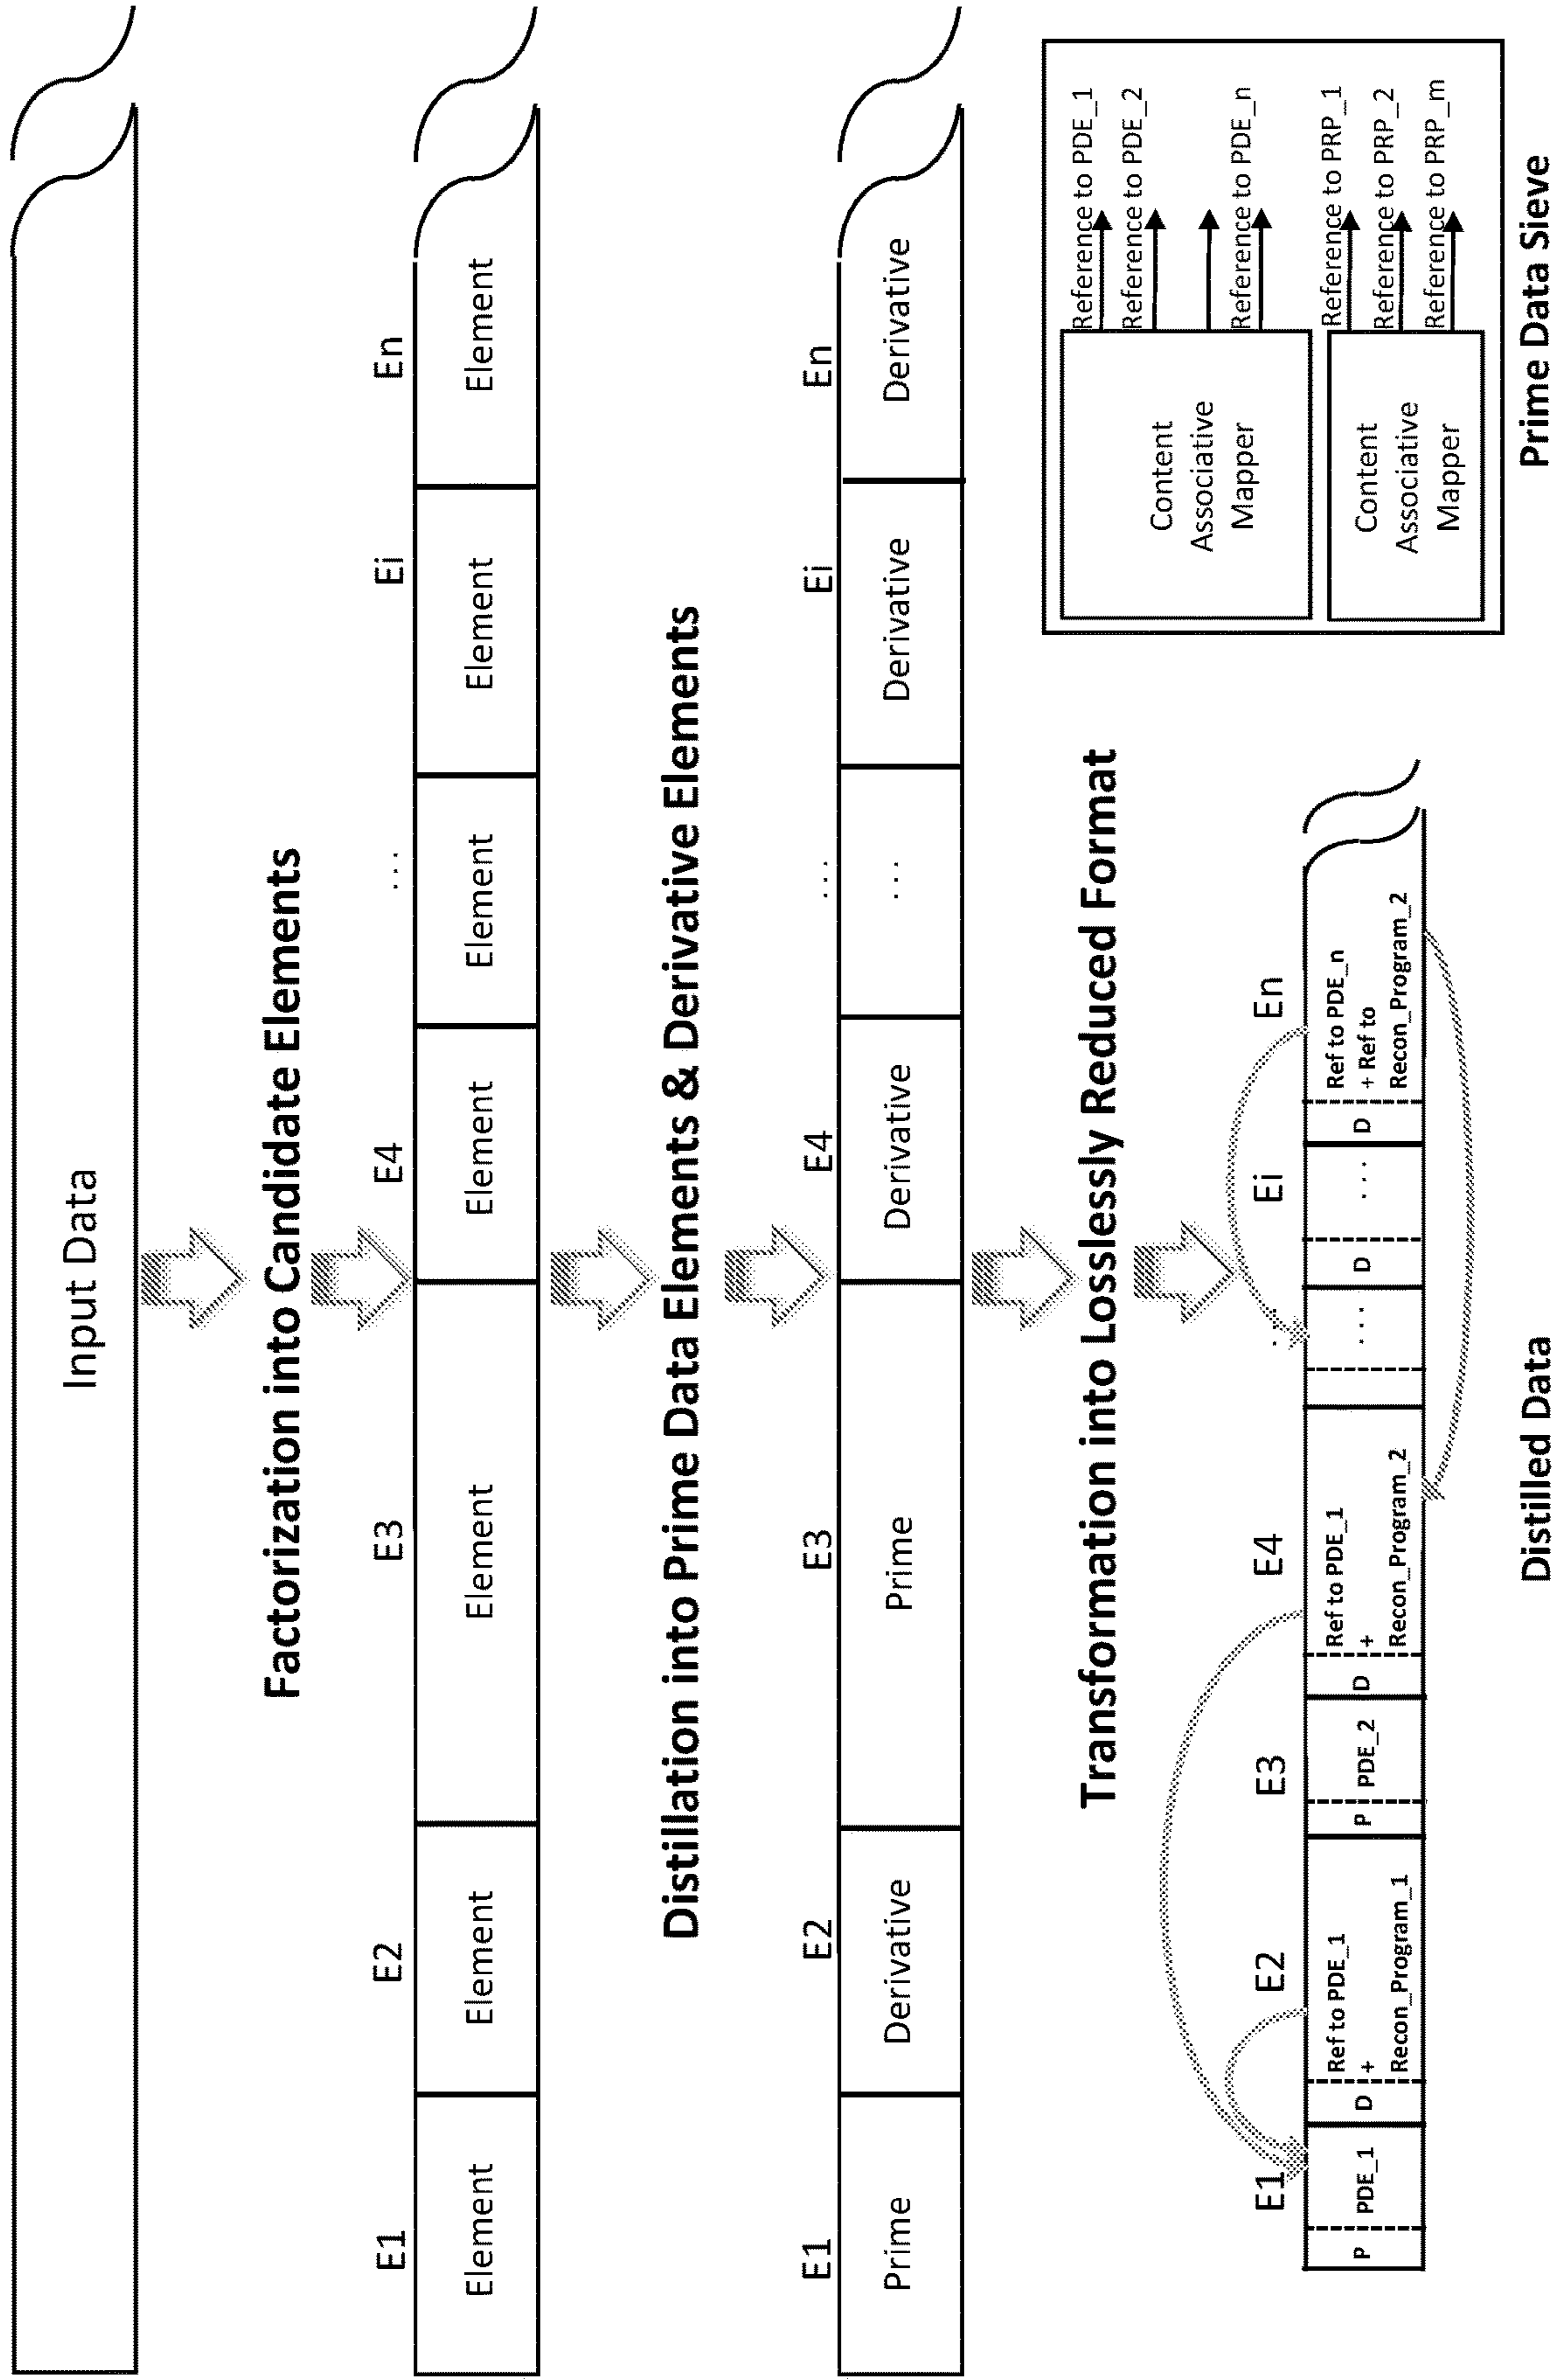 Input Data
Factorization into Candidate Elements
E1 E2 E3 E4 ... Ei En
Element Element Element Element Element Element Element
Distillation into Prime Data Elements & Derivative Elements
E1 E2 E3 E4 ... Ei En
Prime Derivative Prime Derivative ... Derivative Derivative
Transformation into Losslessly Reduced Format
E1 E2 E3 E4 ... Ei En
P PDE_1
D Ref to PDE_1
+
Recon_Program_1
P PDE_2
D Ref to PDE_1
+
Recon_Program_2
...
D ...
D Ref to PDE_n
+ Ref to
Recon_Program_2
Distilled Data
Content
Associative
Mapper
Reference to PDE_1
Reference to PDE_2
Reference to PDE_n
Content
Associative
Mapper
Reference to PRP_1
Reference to PRP_2
Reference to PRP_m
Prime Data Sieve